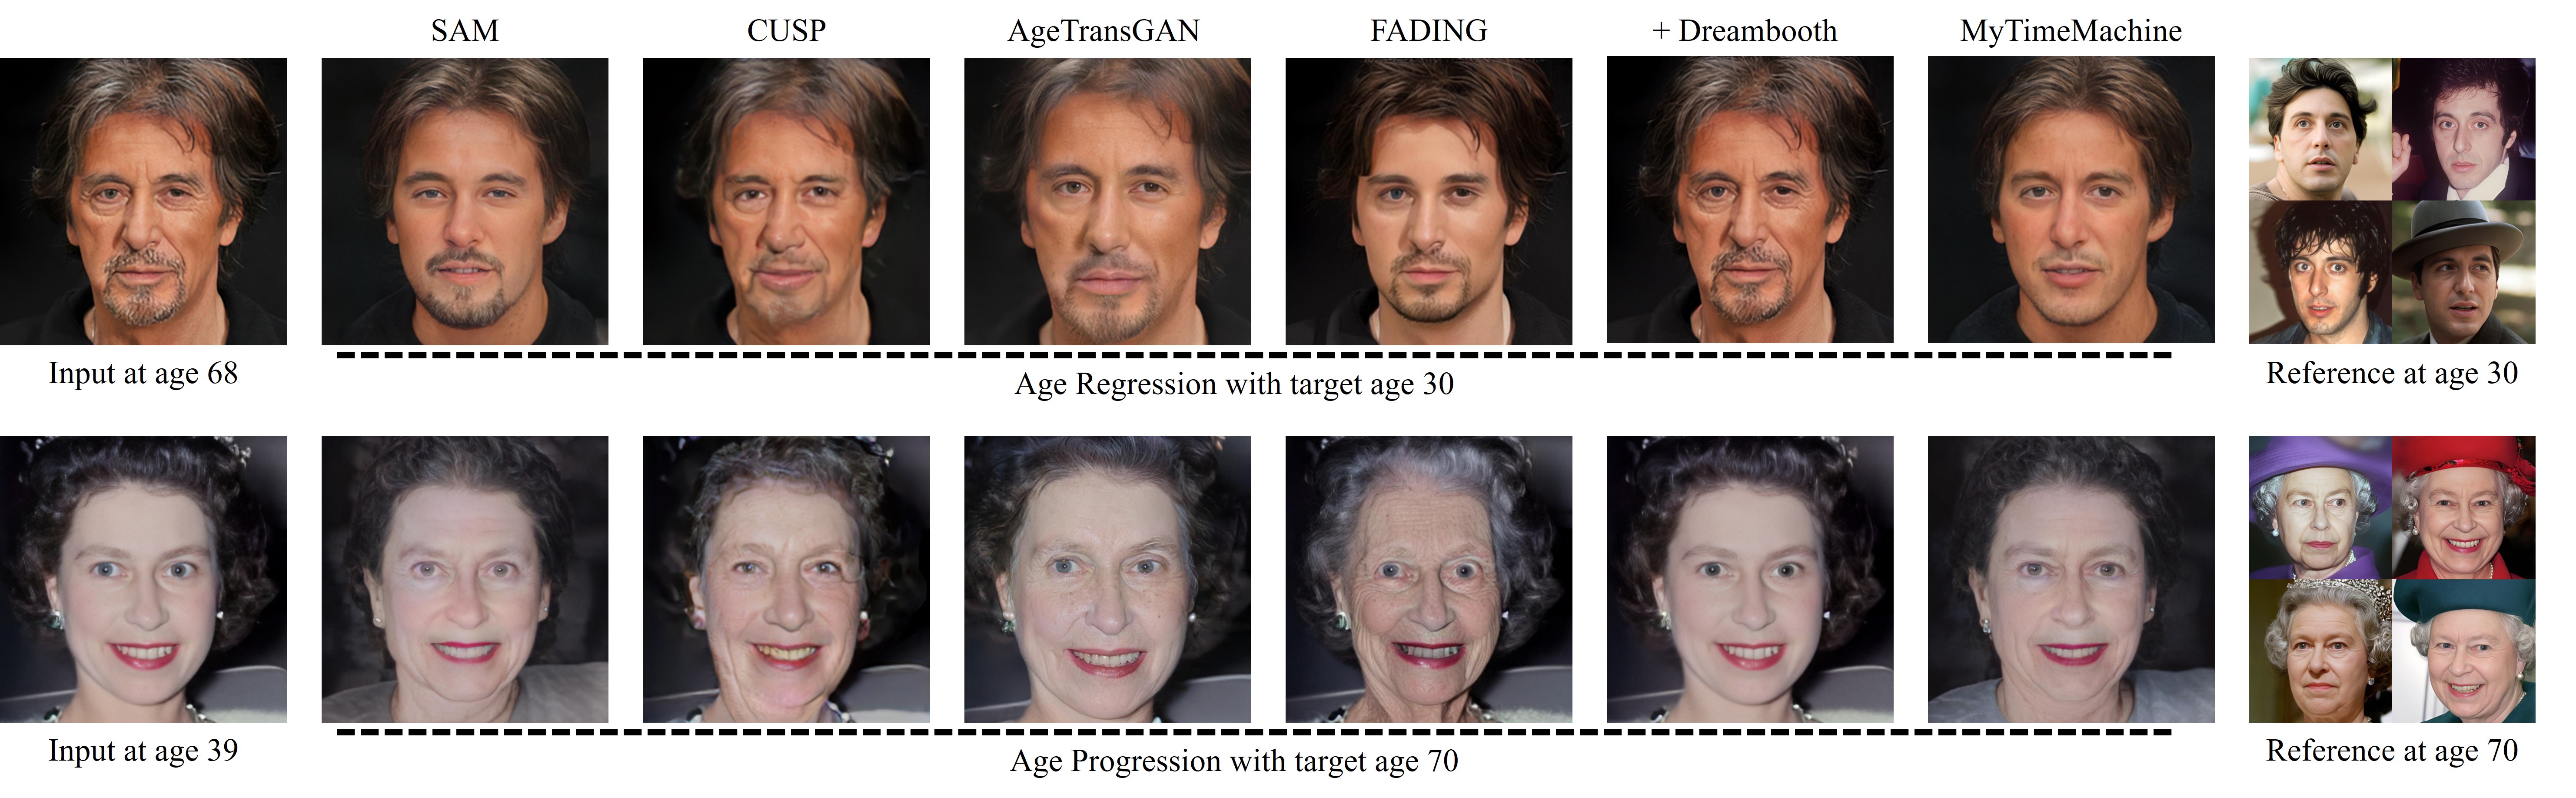 SAM
CUSP
AgeTransGAN
FADING
+ Dreambooth
MyTimeMachine
Input at age 68
Age Regression with target age 30
Reference at age 30
Input at age 39
Age Progression with target age 70
Reference at age 70